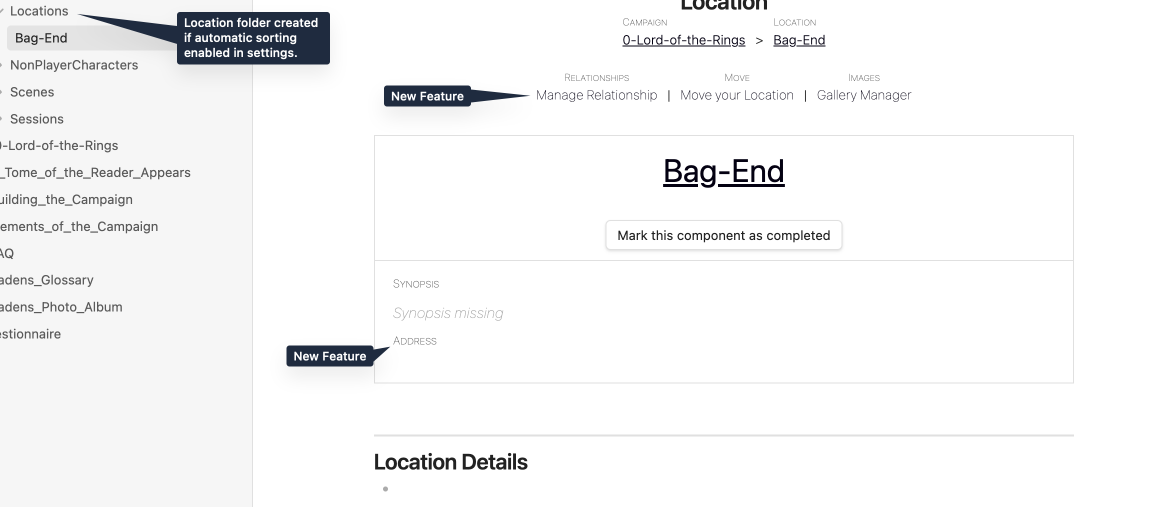 Locations
Location folder created
if automatic sorting
enabled in settings.
Bag-End
NonPlayerCharacters
Scenes
Sessions
0-Lord-of-the-Rings
_Tome_of_the_Reader_Appears
uilding_the_Campaign
ements_of_the_Campaign
AQ
adens_Glossary
adens_Photo_Album
estionnaire
Location
Campaign Location
0-Lord-of-the-Rings > Bag-End
Relationships Move Images
New Feature
Manage Relationship | Move your Location | Gallery Manager
Bag-End
Mark this component as completed
Synopsis
Synopsis missing
Address
New Feature
Location Details